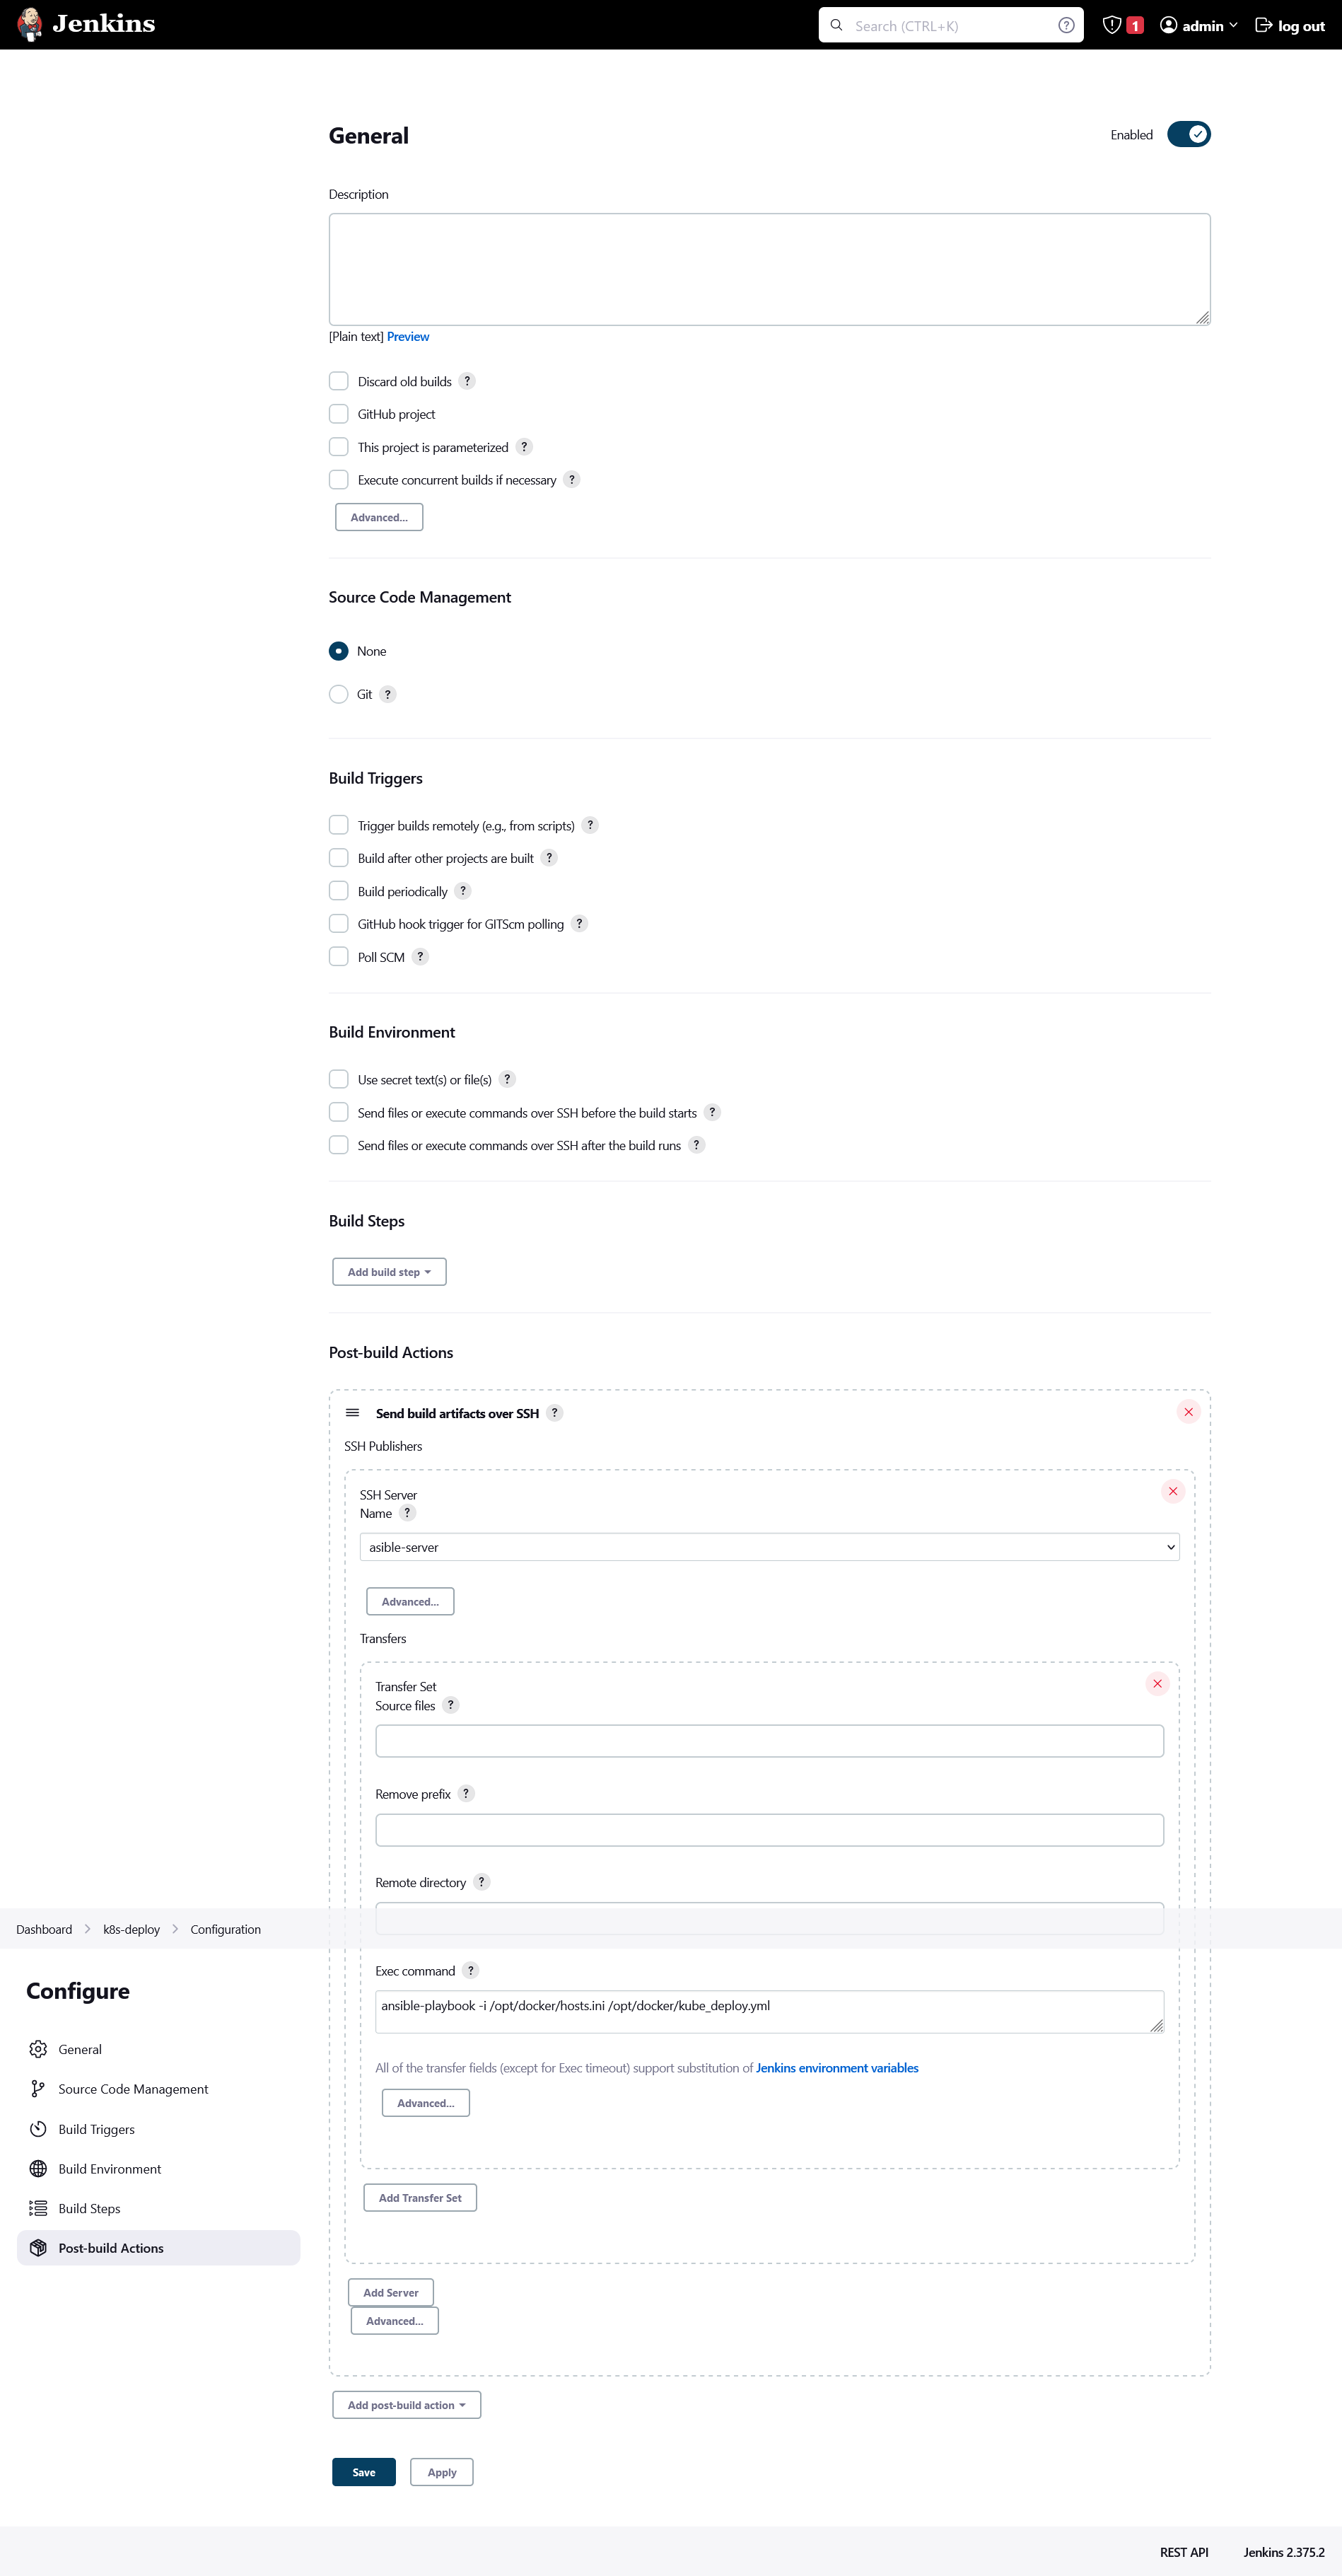 Jenkins
Search (CTRL+K)
?
1
admin
log out
General
Enabled
Description
[Plain text] Preview
Discard old builds ?
GitHub project
This project is parameterized ?
Execute concurrent builds if necessary ?
Advanced...
Source Code Management
None
Git ?
Build Triggers
Trigger builds remotely (e.g., from scripts) ?
Build after other projects are built ?
Build periodically ?
GitHub hook trigger for GITScm polling ?
Poll SCM ?
Build Environment
Use secret text(s) or file(s) ?
Send files or execute commands over SSH before the build starts ?
Send files or execute commands over SSH after the build runs ?
Build Steps
Add build step
Post-build Actions
Send build artifacts over SSH ?
SSH Publishers
SSH Server
Name ?
asible-server
Advanced...
Transfers
Transfer Set
Source files ?
Remove prefix ?
Remote directory ?
Dashboard
k8s-deploy
Configuration
Exec command ?
ansible-playbook -i /opt/docker/hosts.ini /opt/docker/kube_deploy.yml
All of the transfer fields (except for Exec timeout) support substitution of Jenkins environment variables
Advanced...
Configure
General
Source Code Management
Build Triggers
Build Environment
Build Steps
Post-build Actions
Add Transfer Set
Add Server
Advanced...
Add post-build action
Save
Apply
REST API
Jenkins 2.375.2